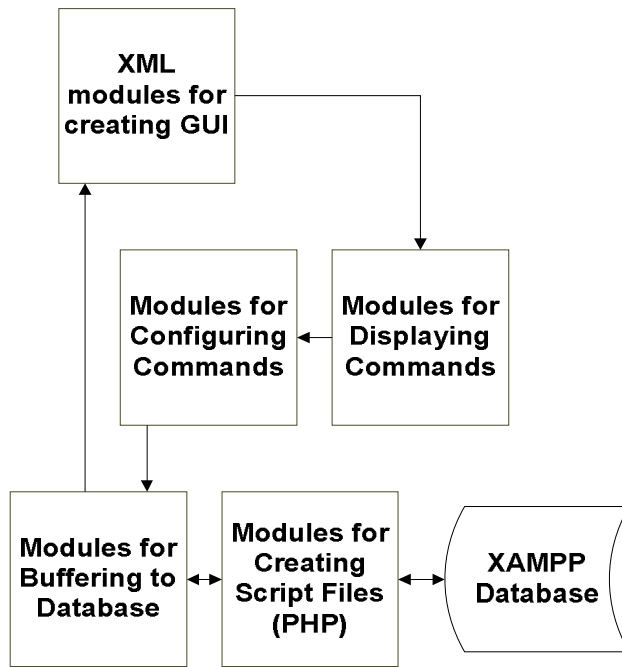 XML
modules for
creating GUI
Modules for
Configuring
Commands
Modules for
Displaying
Commands
Modules for
Buffering to
Database
Modules for
Creating
Script Files
(PHP)
XAMPP
Database